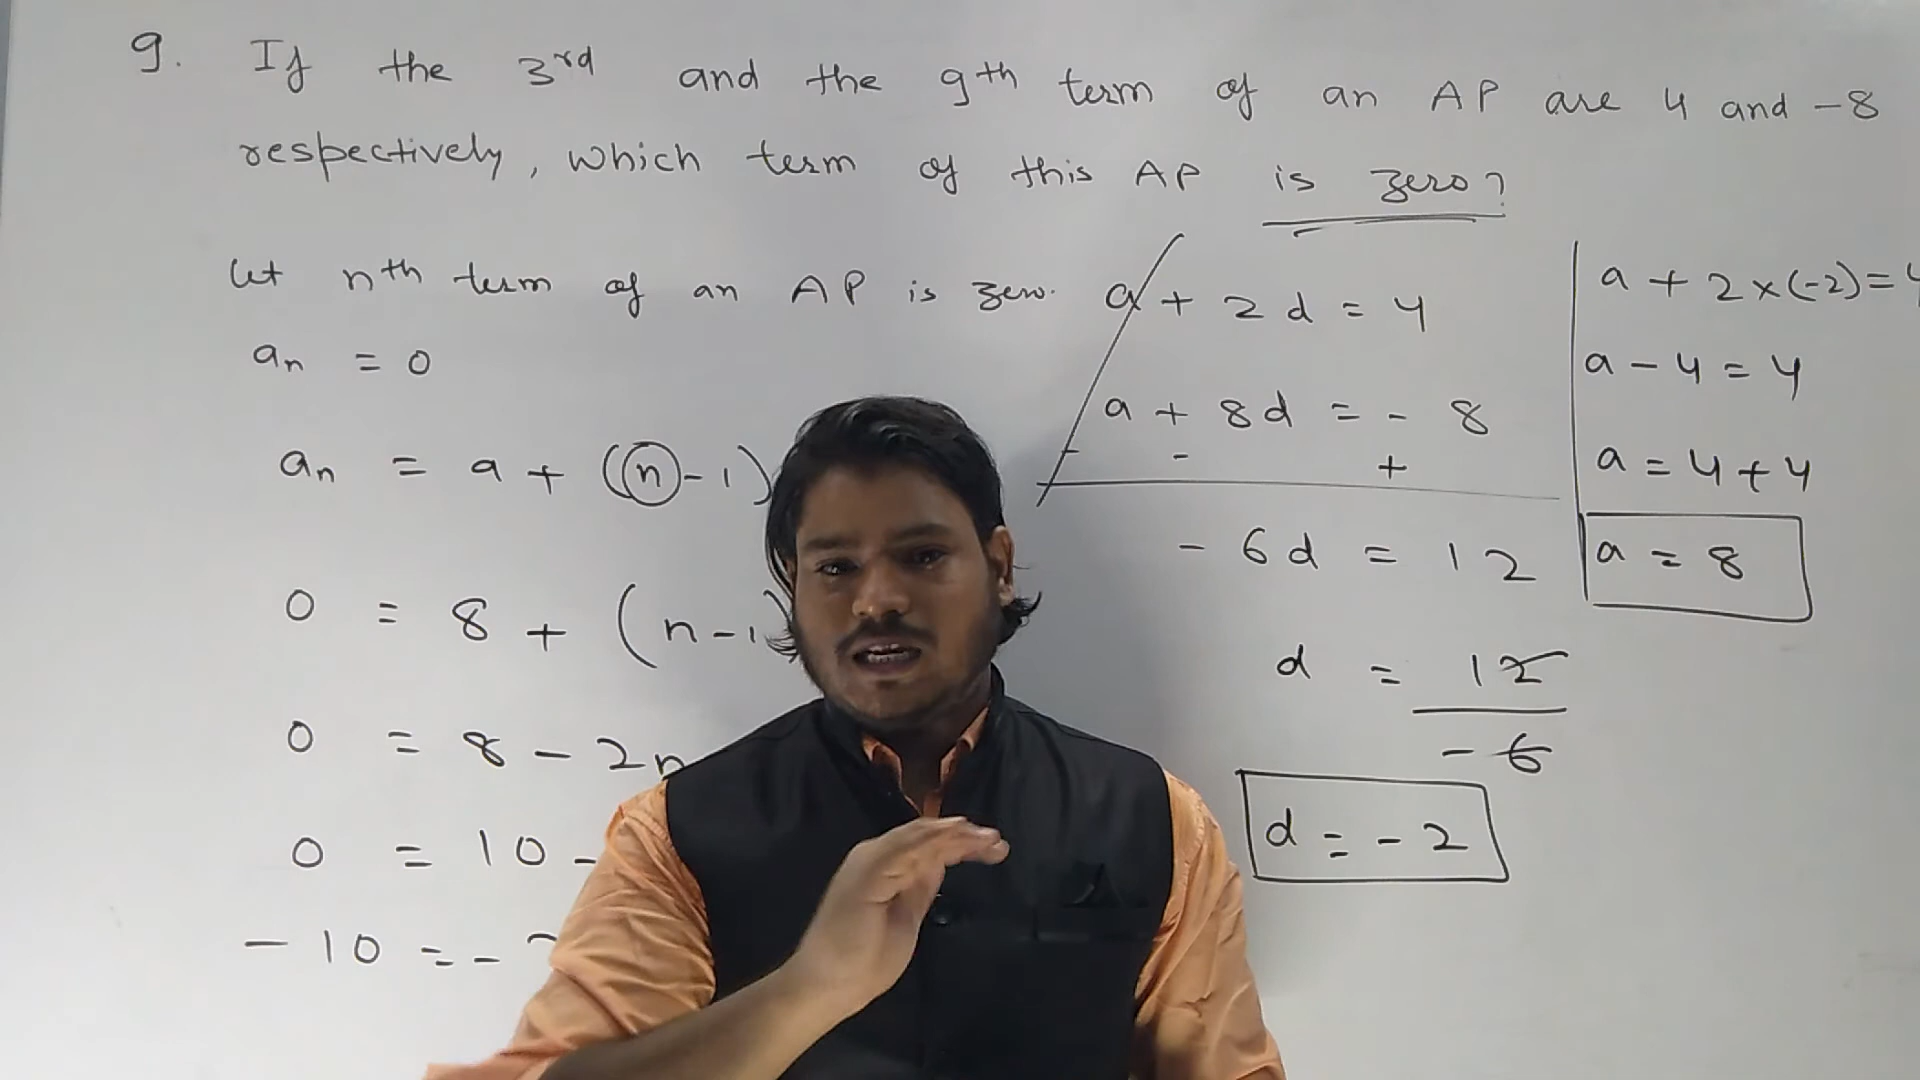 9. If the 3rd and the 9th term of an AP are 4 and -8
respectively, which term of this AP is zero?
let nth term of an AP is zero.
an = 0
an = a + (n-1)
0 = 8 + (n-1)
0 = 8 - 2n
0 = 10 -
-10 = -
a + 2d = 4
a + 8d = - 8
- - +
- 6d = 12
d = 12
- 6
d = - 2
a + 2×(-2) = 4
a - 4 = 4
a = 4 + 4
a = 8